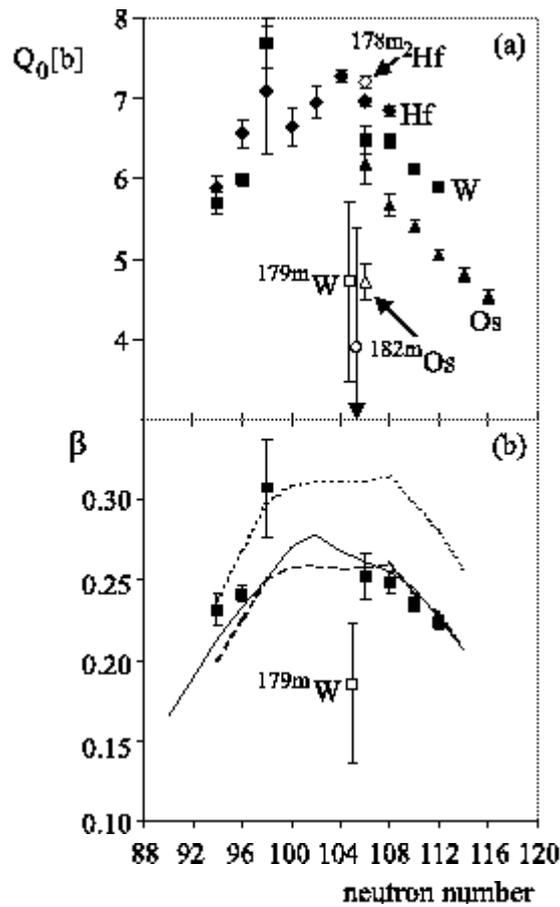 8
(a)
Q0[b]
178m2Hf
7
Hf
6
W
5
179mW
Os
4
182mOs
β
(b)
0.30
0.25
0.20
179mW
0.15
0.10
88 92 96 100 104 108 112 116 120
neutron number